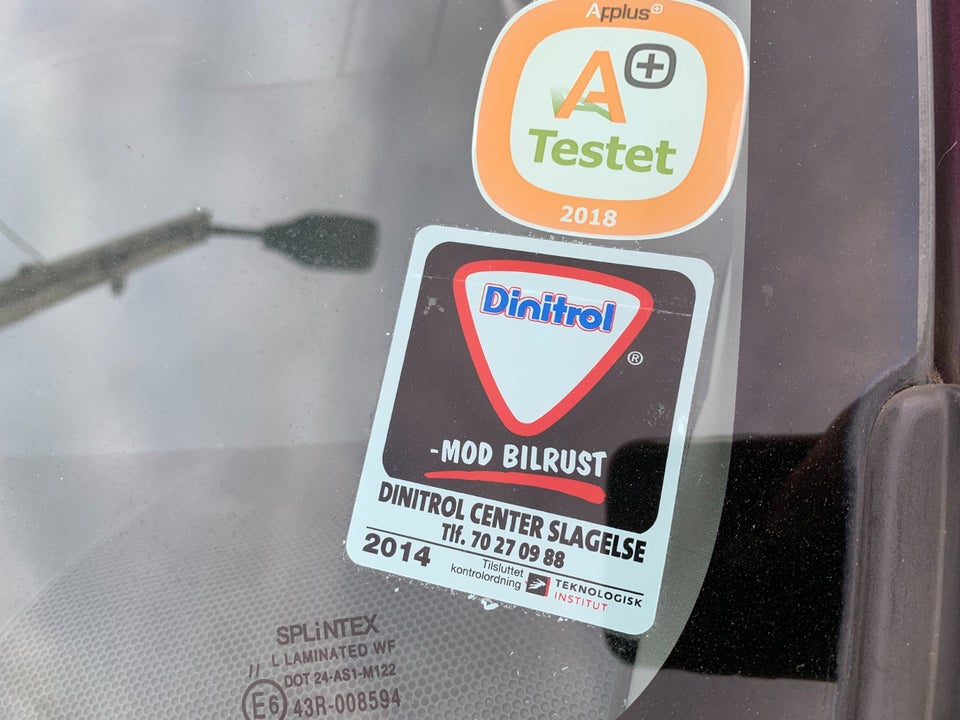 Applus+
A+
Testet
2018
Dinitrol
®
-MOD BILRUST
DINITROL CENTER SLAGELSE
Tlf. 70 27 09 88
2014
Tilsluttet
kontrolordning
TEKNOLOGISK
INSTITUT
SPLiNTEX
// L LAMINATED WF
DOT 24-AS1-M122
E6 43R-008594